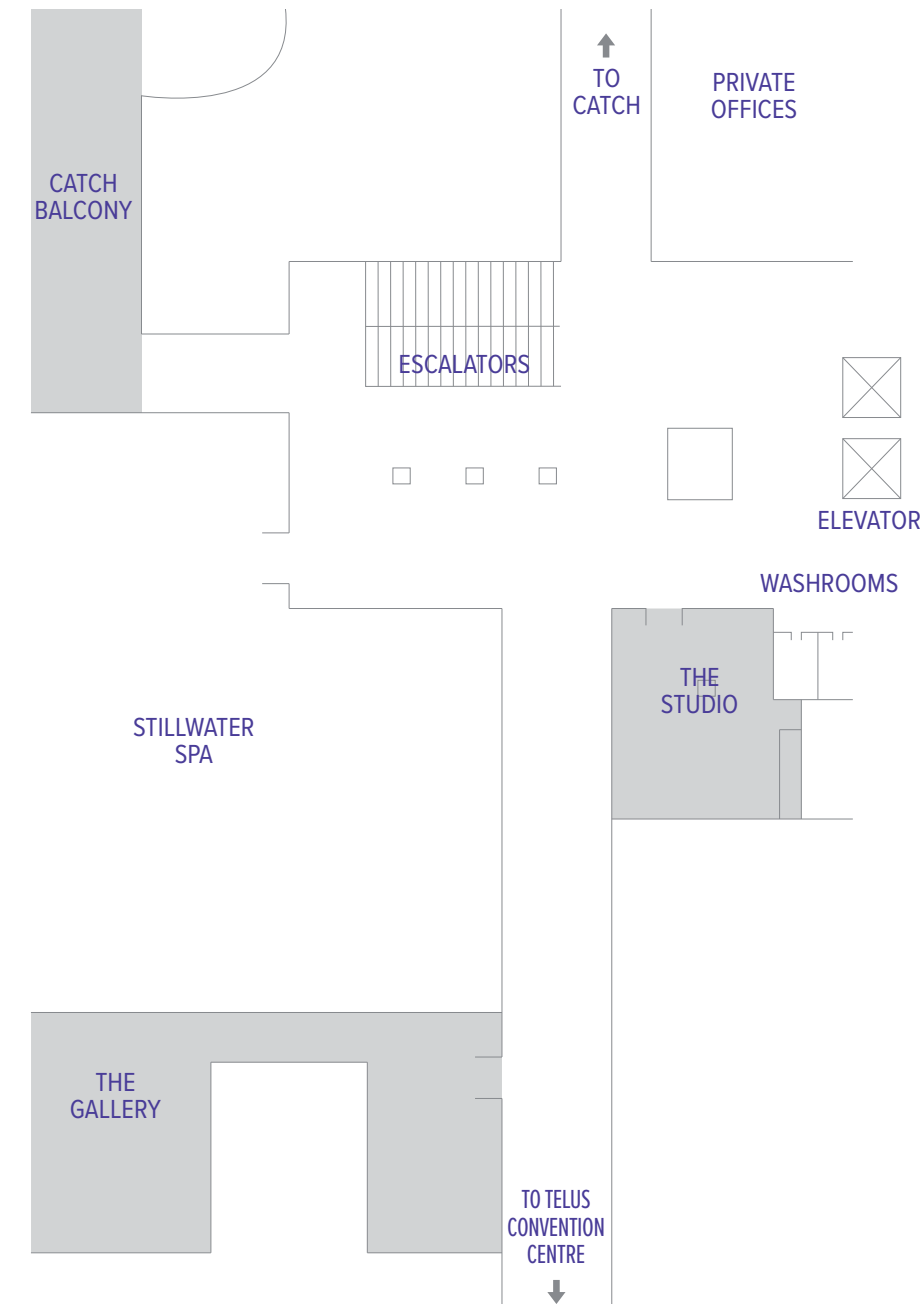 TO
CATCH
PRIVATE
OFFICES
CATCH
BALCONY
ESCALATORS
ELEVATOR
WASHROOMS
THE
STUDIO
STILLWATER
SPA
THE
GALLERY
TO TELUS
CONVENTION
CENTRE